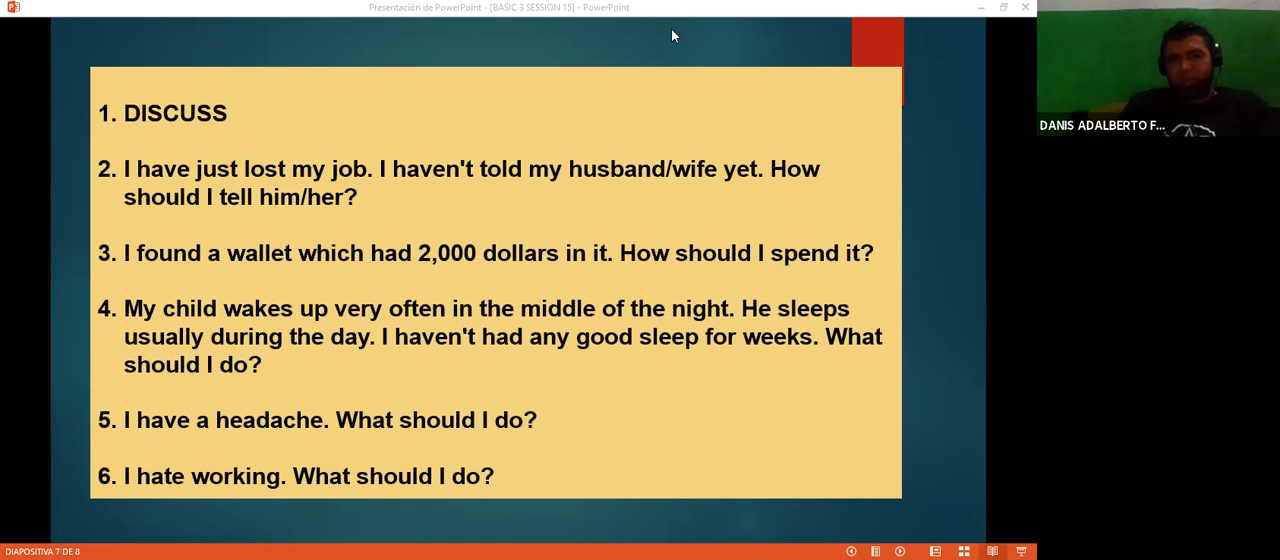 Presentación de PowerPoint - [BASIC 3 SESSION 15] - PowerPoint
1. DISCUSS
2. I have just lost my job. I haven't told my husband/wife yet. How
should I tell him/her?
3. I found a wallet which had 2,000 dollars in it. How should I spend it?
4. My child wakes up very often in the middle of the night. He sleeps
usually during the day. I haven't had any good sleep for weeks. What
should I do?
5. I have a headache. What should I do?
6. I hate working. What should I do?
DANIS ADALBERTO F...
DIAPOSITIVA 7 DE 8